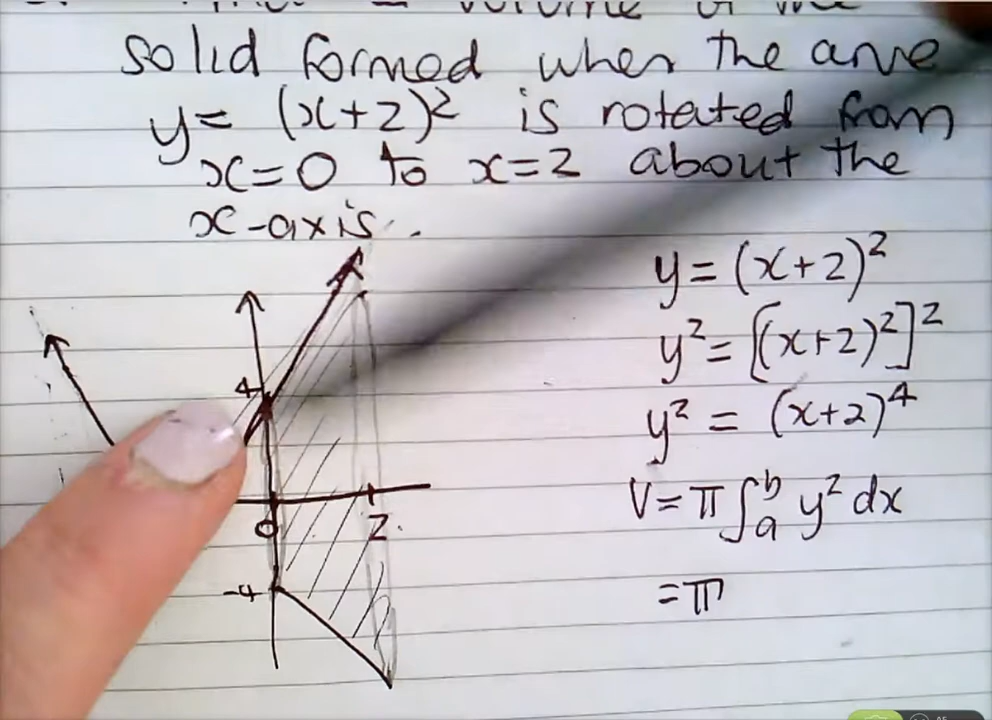 solid formed when the curve
y= (x+2)² is rotated from
x=0 to x=2 about the
x-axis.
y = (x+2)²
y² = [(x+2)²]²
y² = (x+2)⁴
4
V = π∫ₐᵇ y² dx
0 2
-4
= π